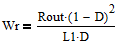 Wr = Rout·(1 − D)²
L1·D